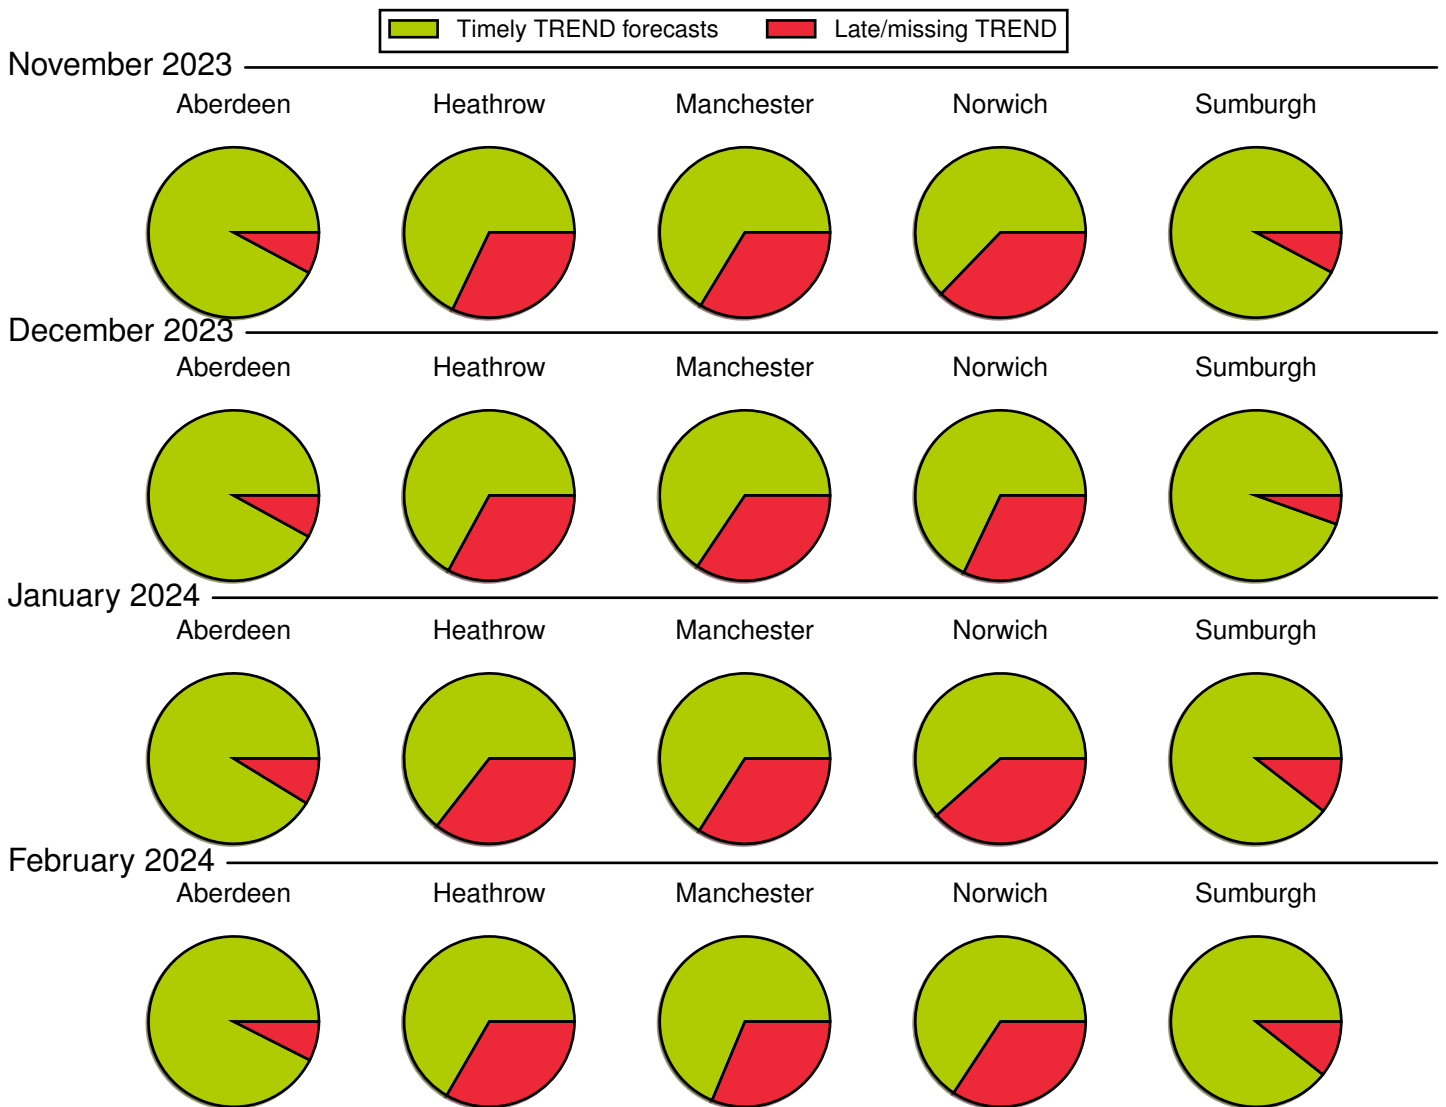 Timely TREND forecasts Late/missing TREND
November 2023
Aberdeen Heathrow Manchester Norwich Sumburgh
December 2023
Aberdeen Heathrow Manchester Norwich Sumburgh
January 2024
Aberdeen Heathrow Manchester Norwich Sumburgh
February 2024
Aberdeen Heathrow Manchester Norwich Sumburgh